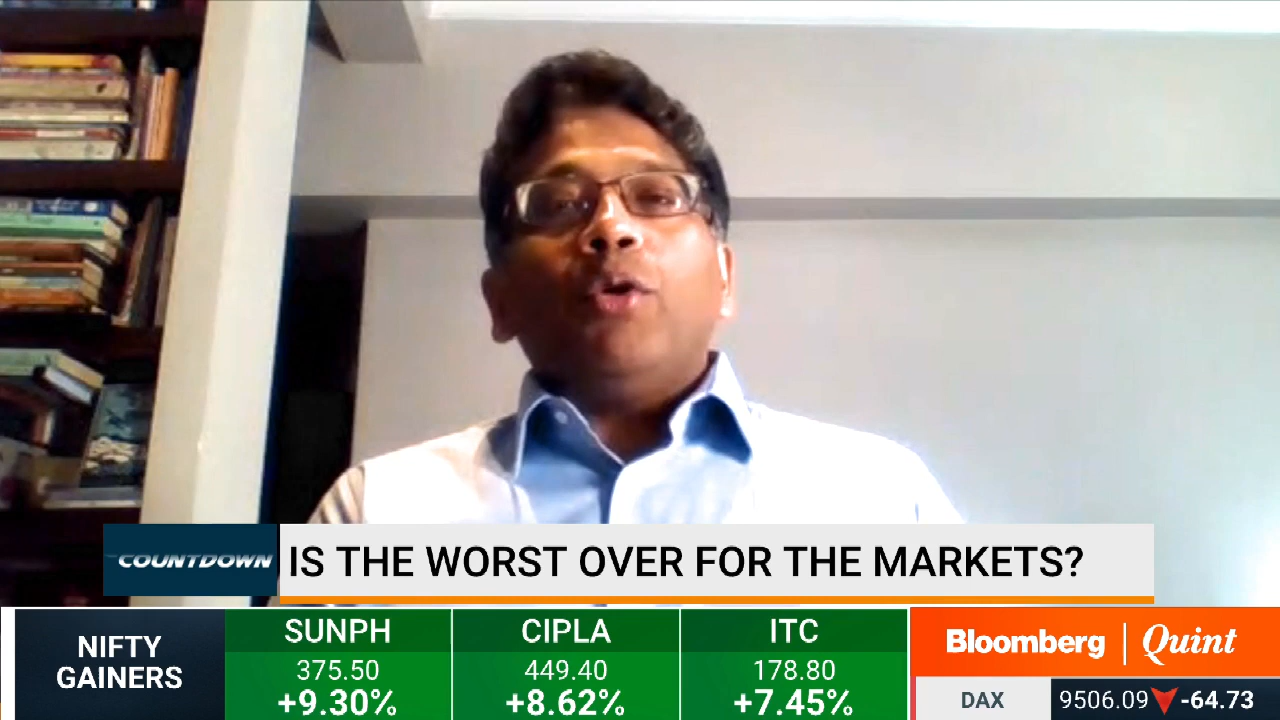 COUNTDOWN IS THE WORST OVER FOR THE MARKETS?
NIFTY GAINERS
SUNPH
375.50
+9.30%
CIPLA
449.40
+8.62%
ITC
178.80
+7.45%
Bloomberg | Quint
DAX 9506.09 -64.73